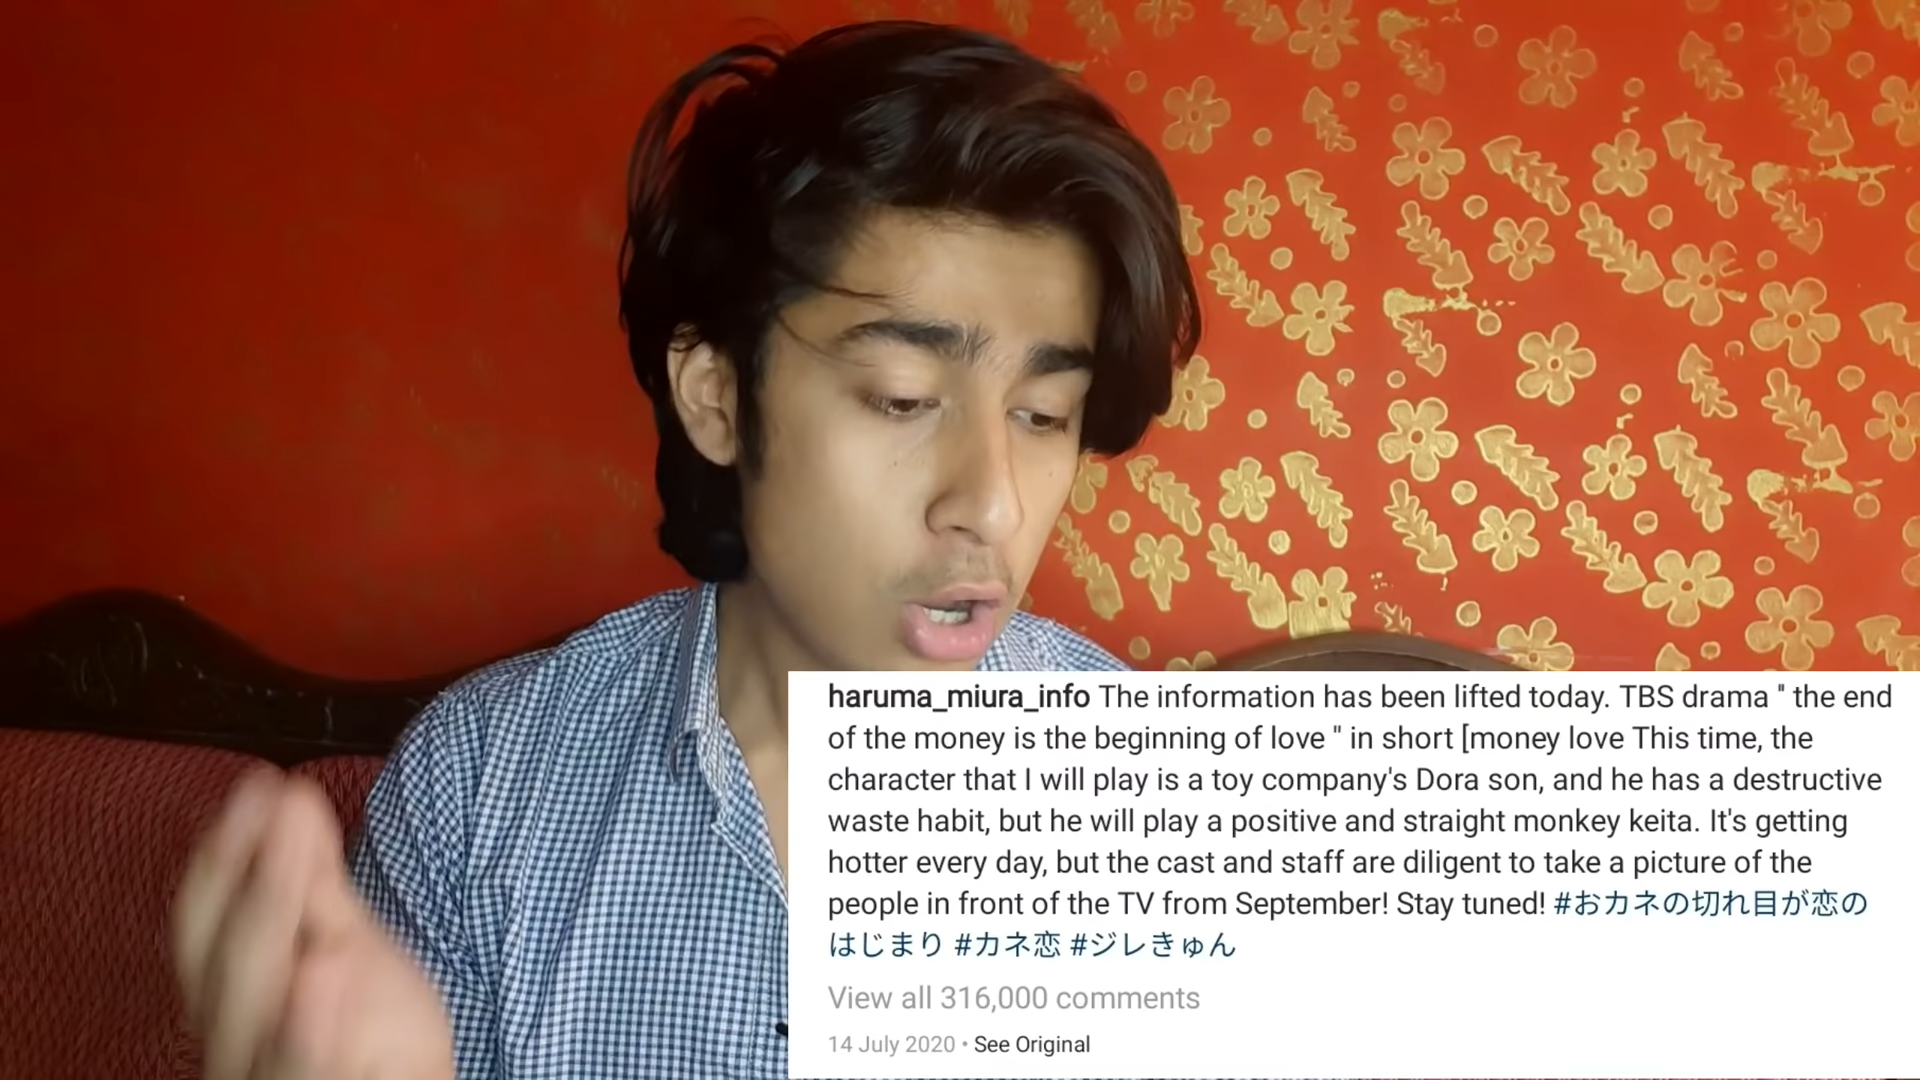 haruma_miura_info The information has been lifted today. TBS drama " the end
of the money is the beginning of love " in short [money love This time, the
character that I will play is a toy company's Dora son, and he has a destructive
waste habit, but he will play a positive and straight monkey keita. It's getting
hotter every day, but the cast and staff are diligent to take a picture of the
people in front of the TV from September! Stay tuned! #おカネの切れ目が恋の
はじまり #カネ恋 #ジレきゅん
View all 316,000 comments
14 July 2020 • See Original